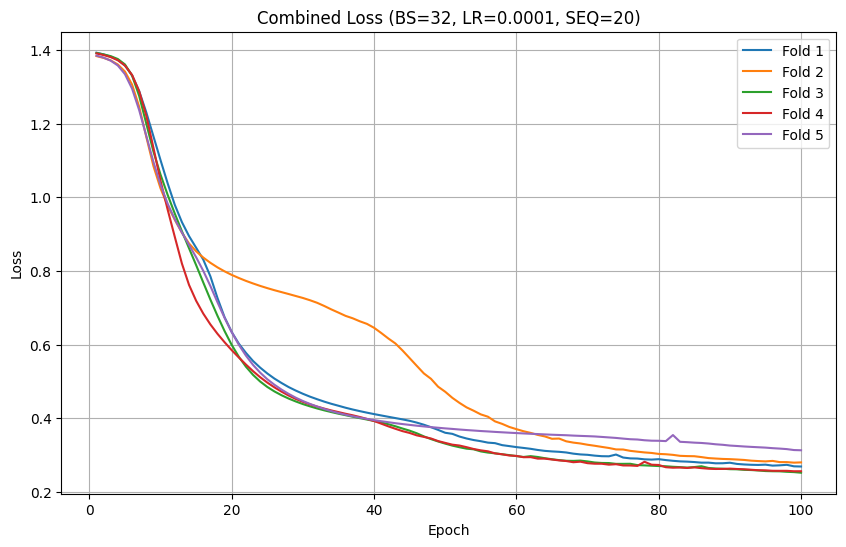 Combined Loss (BS=32, LR=0.0001, SEQ=20)
1.4
1.2
1.0
0.8
0.6
0.4
0.2
Loss
Fold 1
Fold 2
Fold 3
Fold 4
Fold 5
0 20 40 60 80 100
Epoch